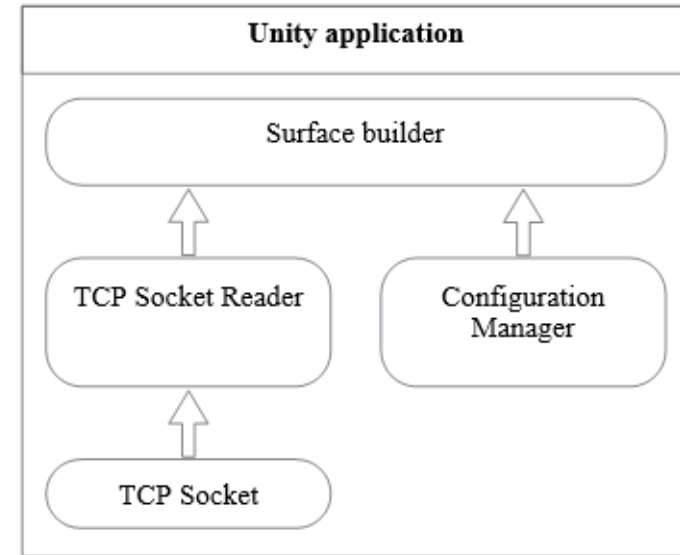 Unity application
Surface builder
TCP Socket Reader
Configuration
Manager
TCP Socket